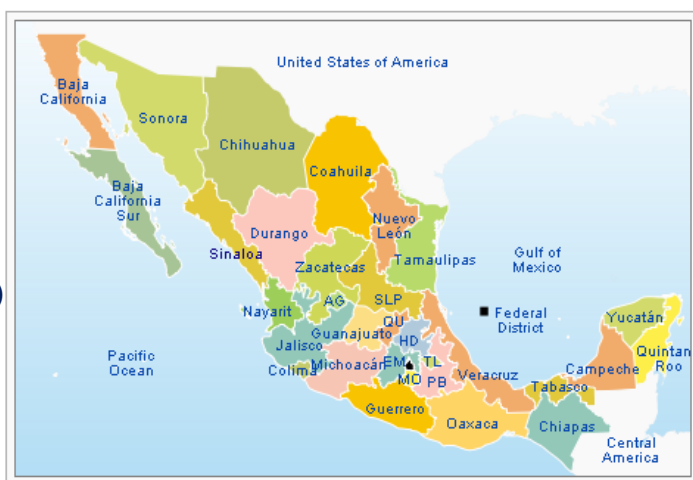 United States of America
Baja
California
Sonora
Chihuahua
Coahuila
Baja
California
Sur
Nuevo
León
Durango
Sinaloa
Zacatecas
Tamaulipas
Gulf of
Mexico
AG
SLP
Nayarit
Federal
District
Yucatán
QU
Guanajuato
HD
Jalisco
Quintan
Roo
Pacific
Ocean
Michoacán
EM
TL
Colima
MO
PB
Veracruz
Campeche
Tabasco
Guerrero
Oaxaca
Chiapas
Central
America